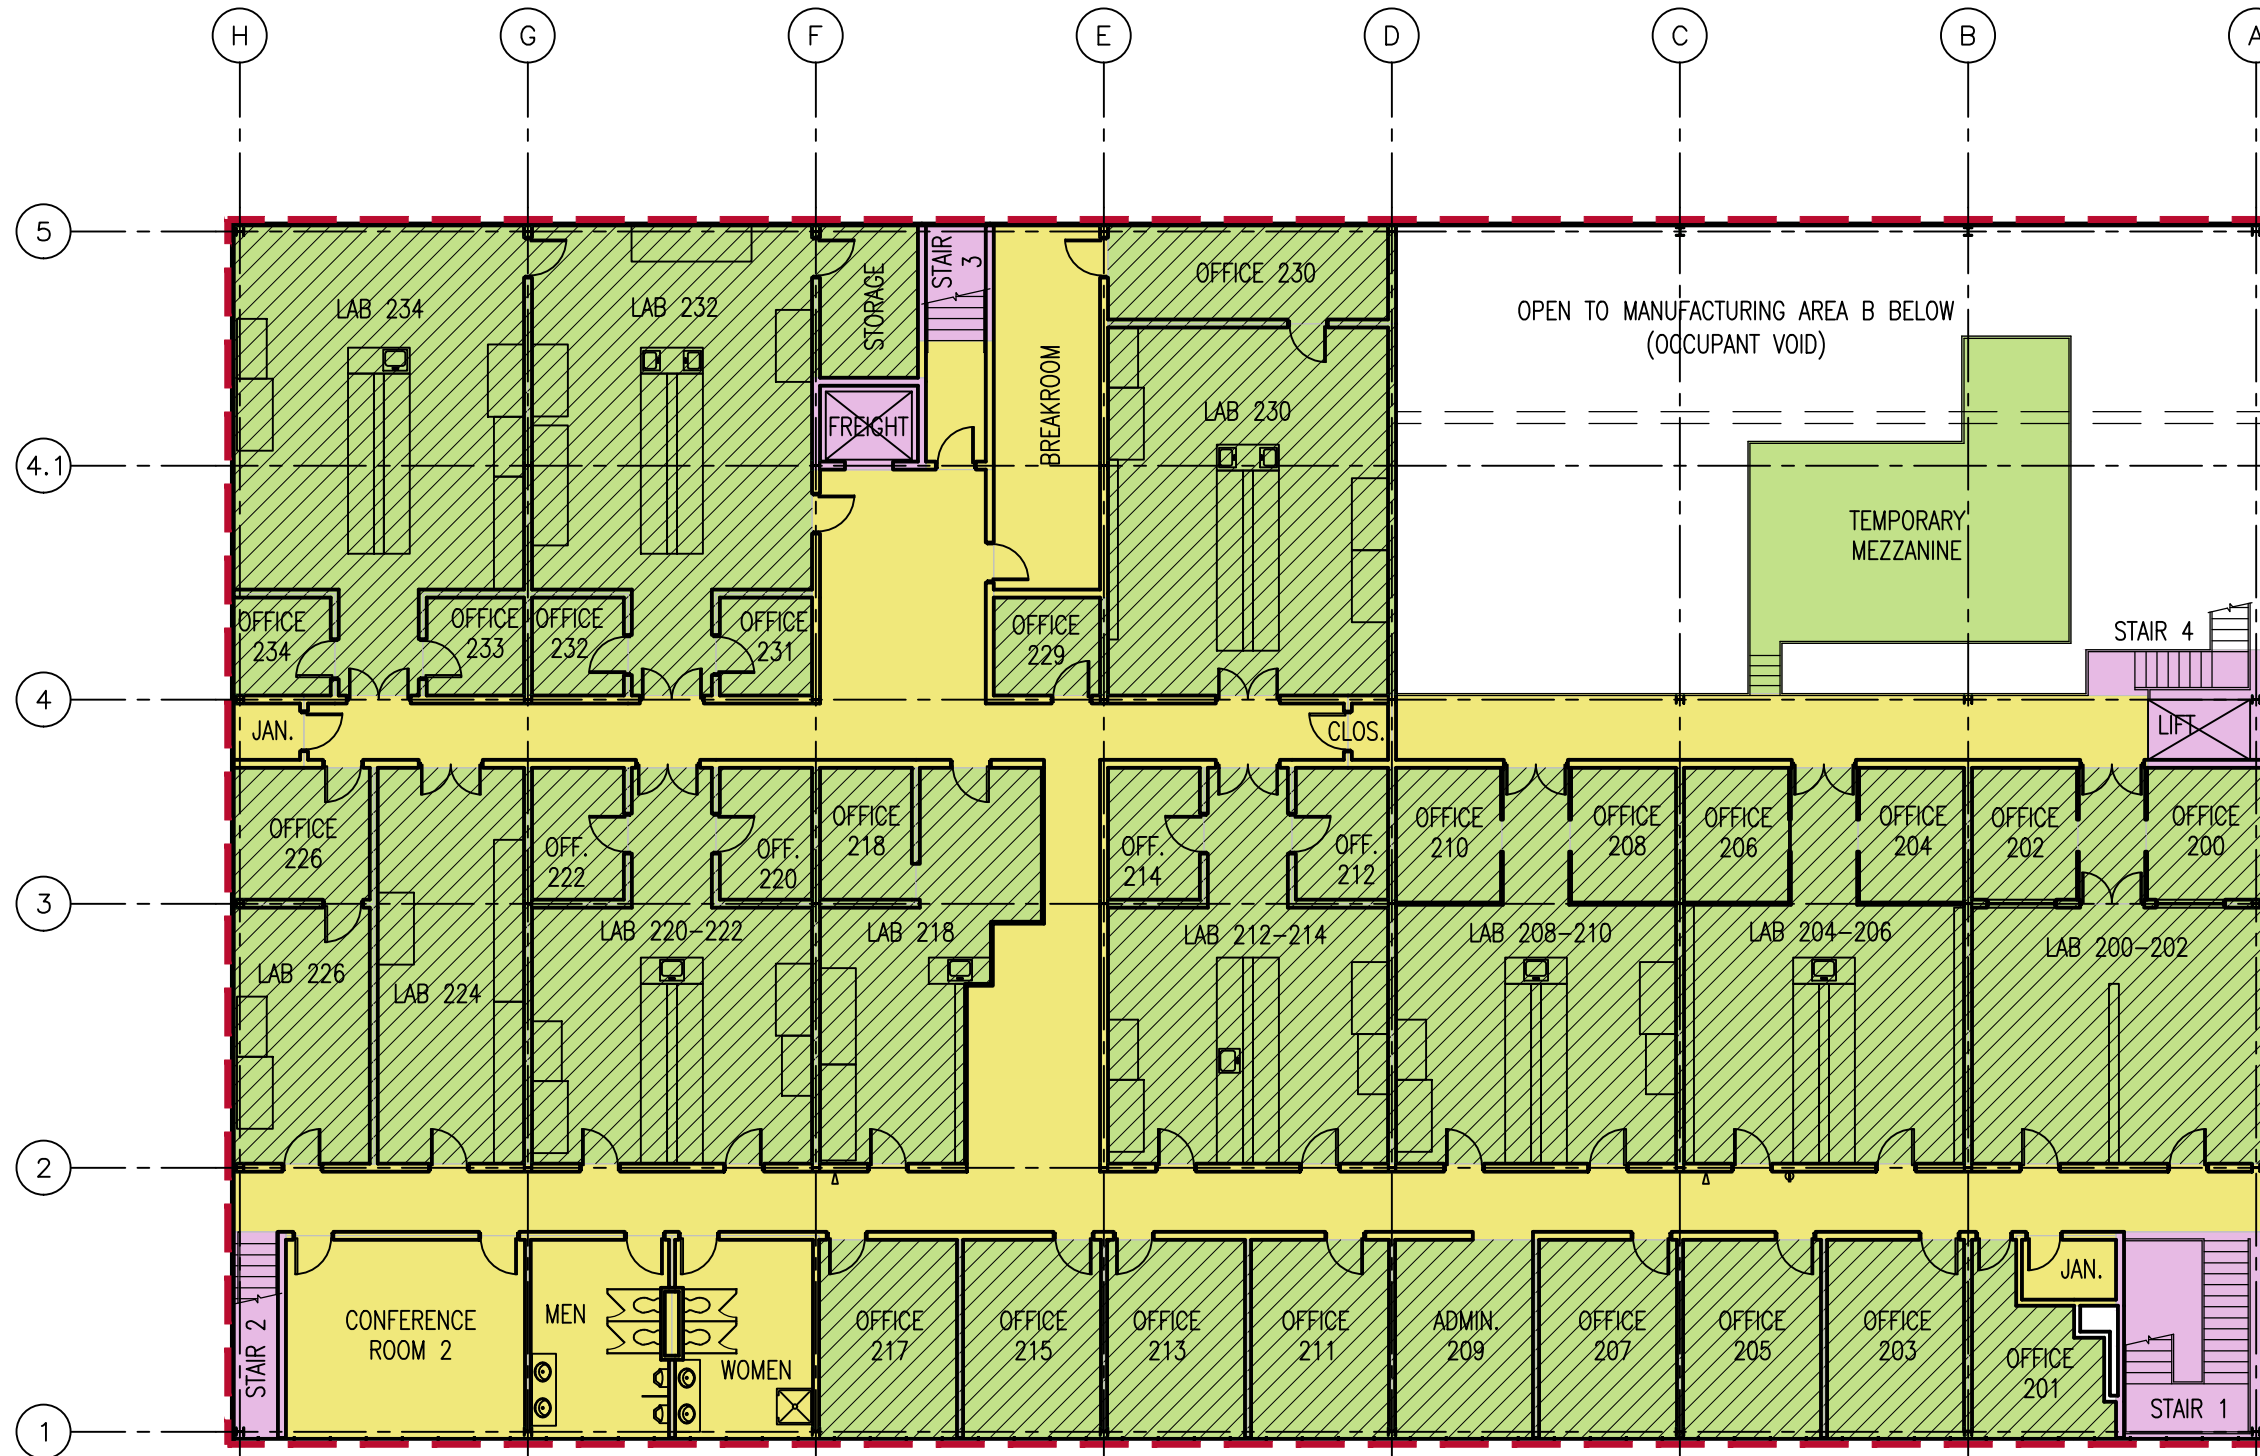 H
G
F
E
D
C
B
A
5
4.1
4
3
2
1
LAB 234
LAB 232
STORAGE
STAIR
3
OFFICE 230
OPEN TO MANUFACTURING AREA B BELOW
(OCCUPANT VOID)
FREIGHT
BREAKROOM
LAB 230
TEMPORARY
MEZZANINE
OFFICE
234
OFFICE
233
OFFICE
232
OFFICE
231
OFFICE
229
STAIR 4
JAN.
CLOS.
LIFT
OFFICE
226
OFF.
222
OFF.
220
OFFICE
218
OFF.
214
OFF.
212
OFFICE
210
OFFICE
208
OFFICE
206
OFFICE
204
OFFICE
202
OFFICE
200
LAB 226
LAB 224
LAB 220-222
LAB 218
LAB 212-214
LAB 208-210
LAB 204-206
LAB 200-202
STAIR 2
CONFERENCE
ROOM 2
MEN
WOMEN
OFFICE
217
OFFICE
215
OFFICE
213
OFFICE
211
ADMIN.
209
OFFICE
207
OFFICE
205
OFFICE
203
JAN.
OFFICE
201
STAIR 1